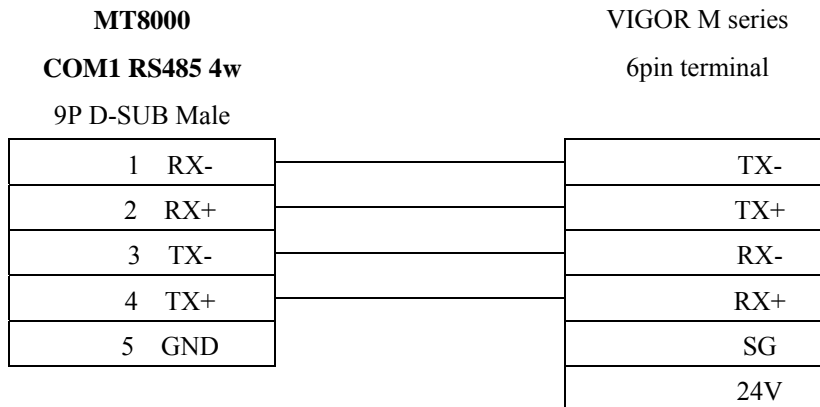 MT8000 VIGOR M series
COM1 RS485 4w 6pin terminal
9P D-SUB Male
1 RX- TX-
2 RX+ TX+
3 TX- RX-
4 TX+ RX+
5 GND SG
24V